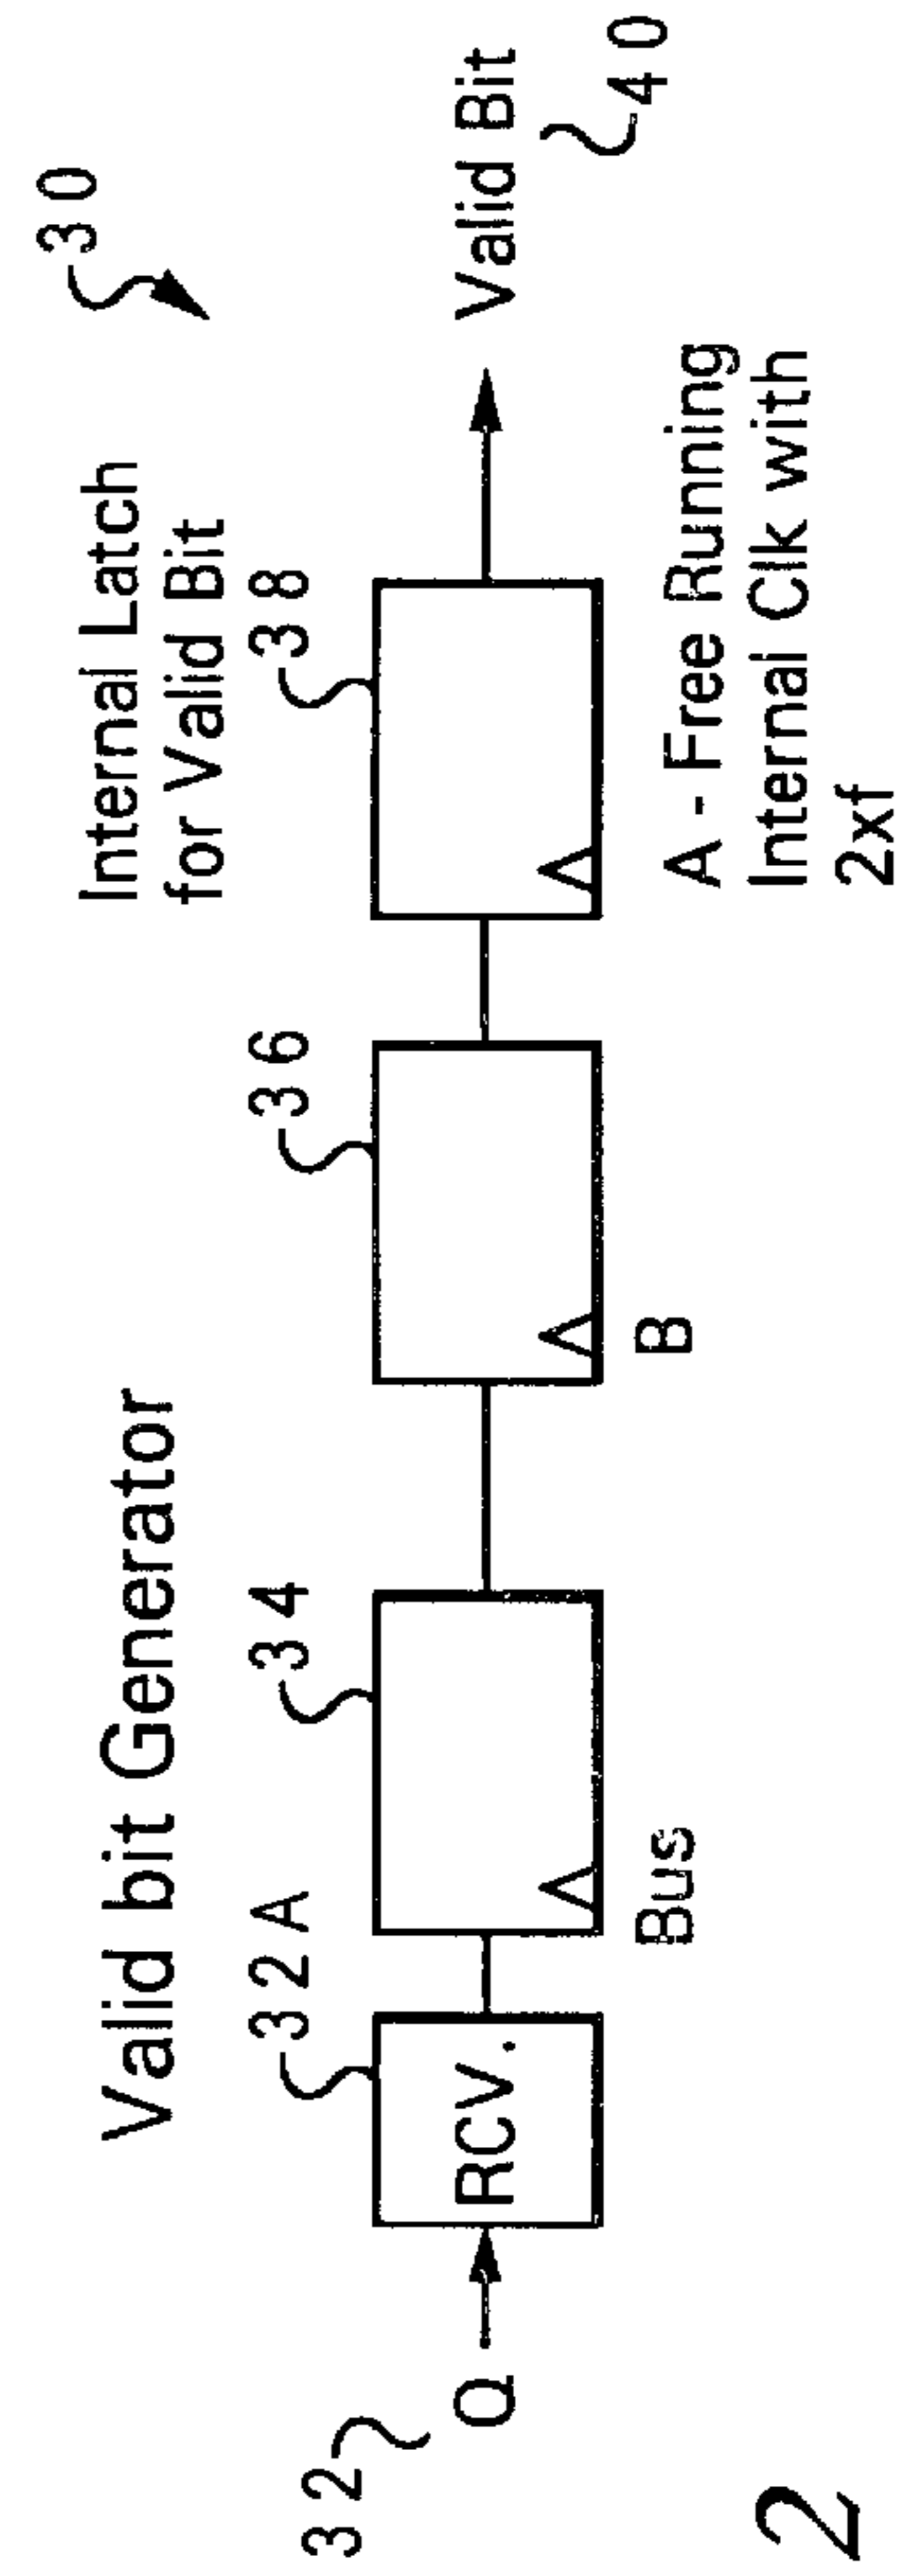 Valid bit Generator
Internal Latch
for Valid Bit
30
32
32A
34
36
38
Q
RCV.
Valid Bit
40
Bus
B
A - Free Running
Internal Clk with
2xf
2